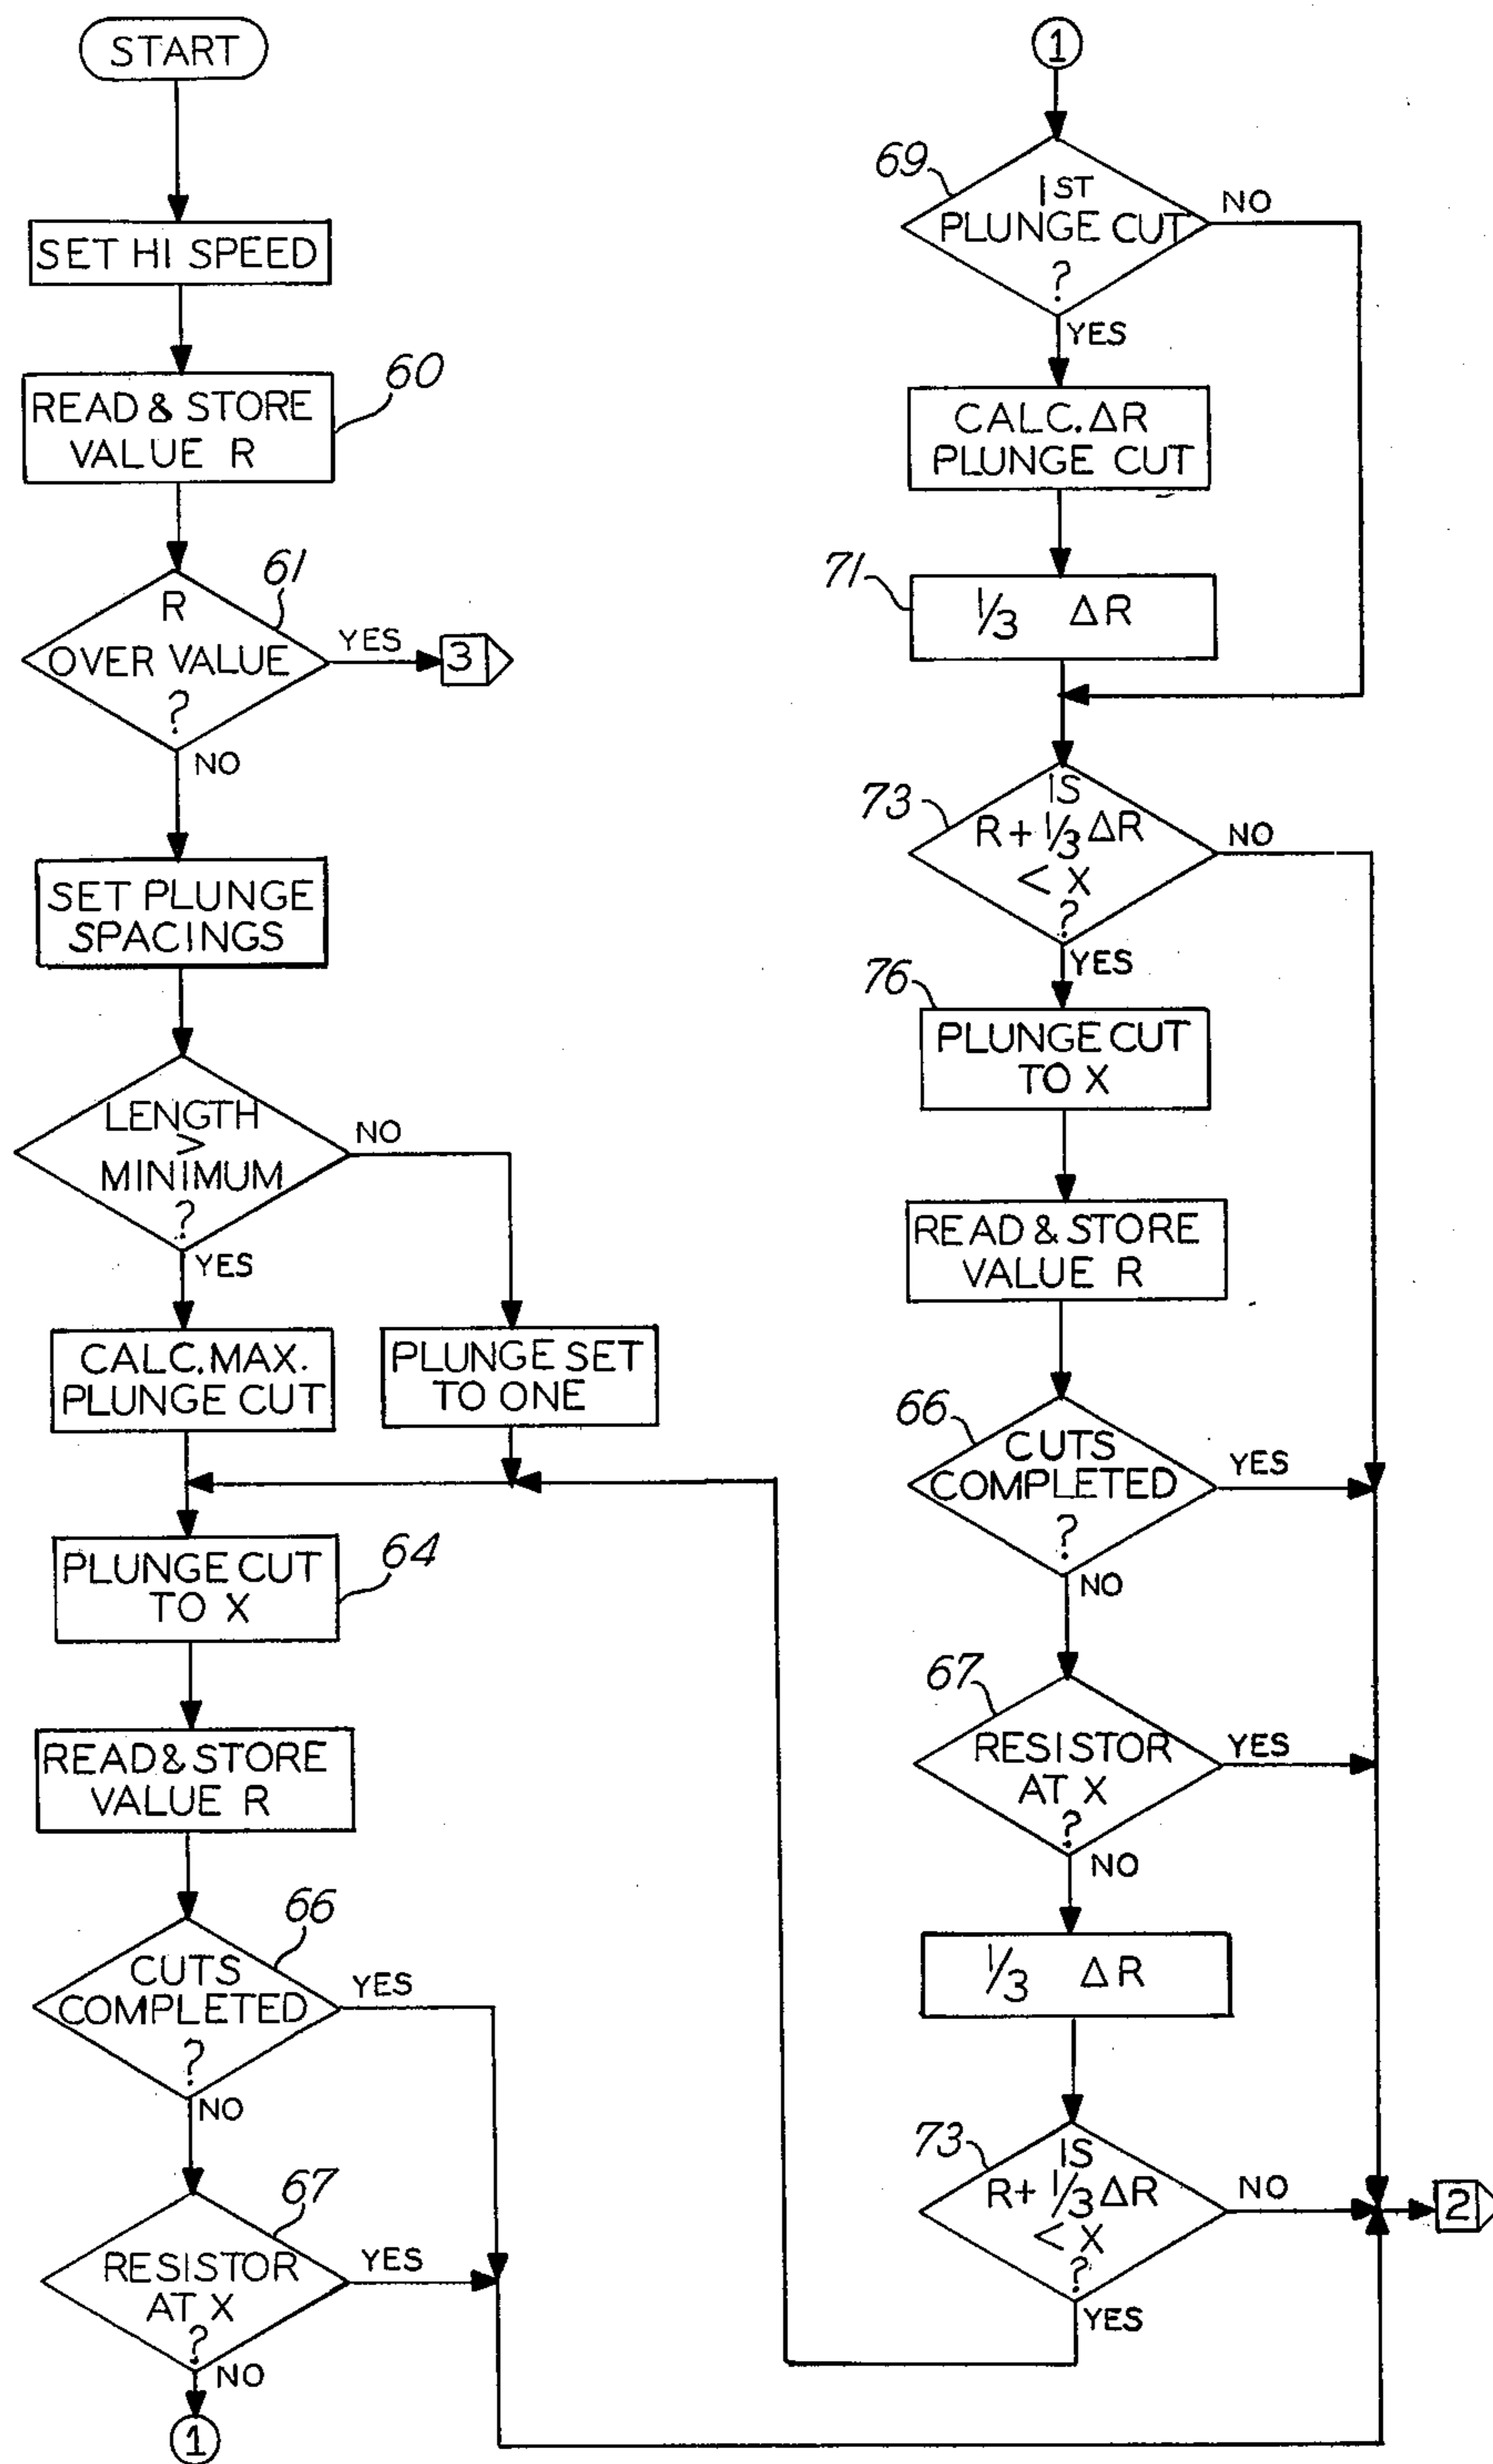 START
SET HI SPEED
60
READ & STORE
VALUE R
61
R
OVER VALUE
?
YES
3
NO
SET PLUNGE
SPACINGS
LENGTH
>
MINIMUM
?
NO
YES
CALC. MAX.
PLUNGE CUT
PLUNGE SET
TO ONE
64
PLUNGE CUT
TO X
READ & STORE
VALUE R
66
CUTS
COMPLETED
?
YES
NO
67
RESISTOR
AT X
?
YES
NO
1
1
69
1ST
PLUNGE CUT
?
NO
YES
CALC. ΔR
PLUNGE CUT
71
1/3 ΔR
73
IS
R + 1/3 ΔR
< X
?
NO
YES
76
PLUNGE CUT
TO X
READ & STORE
VALUE R
66
CUTS
COMPLETED
?
YES
NO
67
RESISTOR
AT X
?
YES
NO
1/3 ΔR
73
IS
R + 1/3 ΔR
< X
?
NO
2
YES